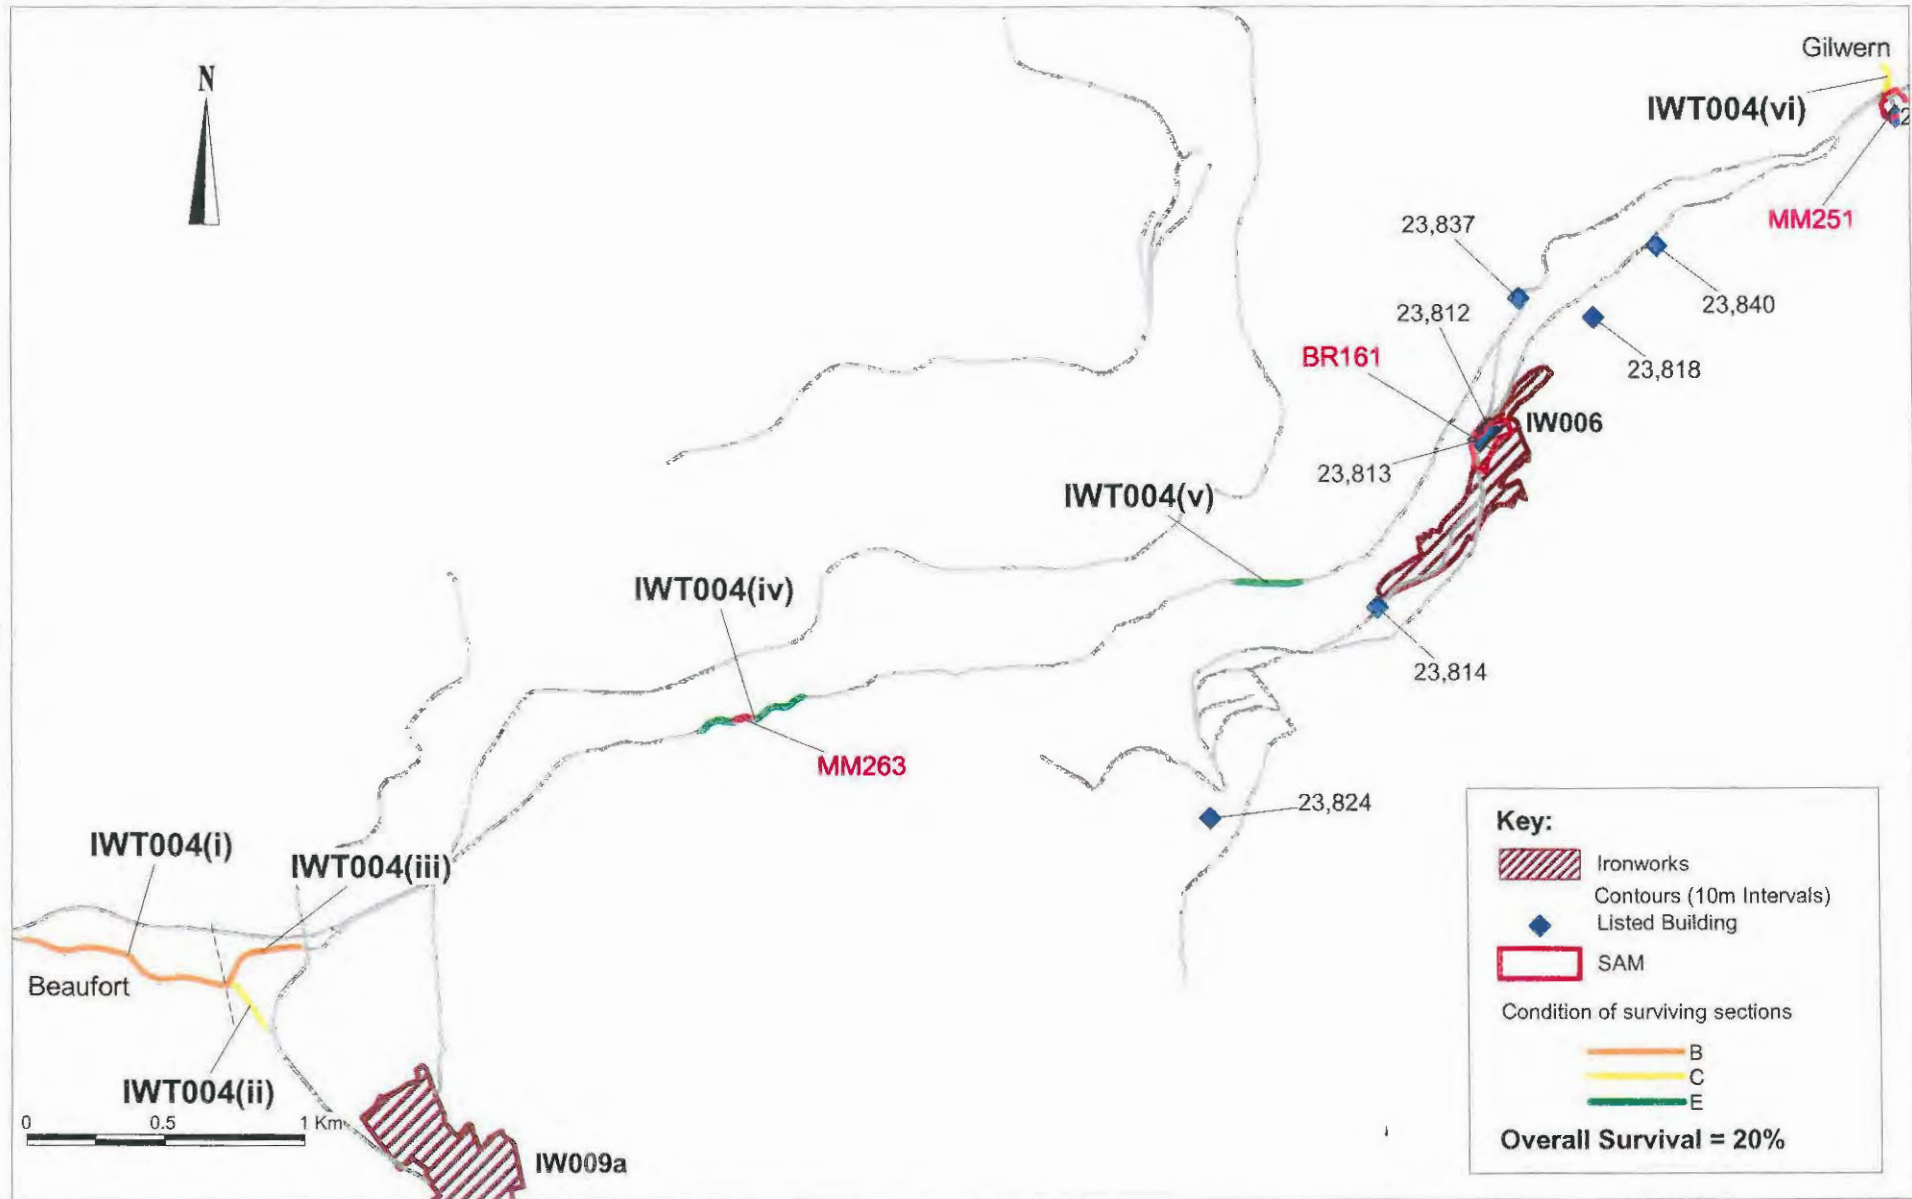 Gilwern
N
IWT004(vi)
2
MM251
23,837
23,840
23,812
23,818
BR161
IW006
23,813
IWT004(v)
IWT004(iv)
23,814
MM263
23,824
IWT004(i)
IWT004(iii)
Beaufort
IWT004(ii)
0 0.5 1 Km
IW009a
Key:
Ironworks
Contours (10m Intervals)
Listed Building
SAM
Condition of surviving sections
B
C
E
Overall Survival = 20%